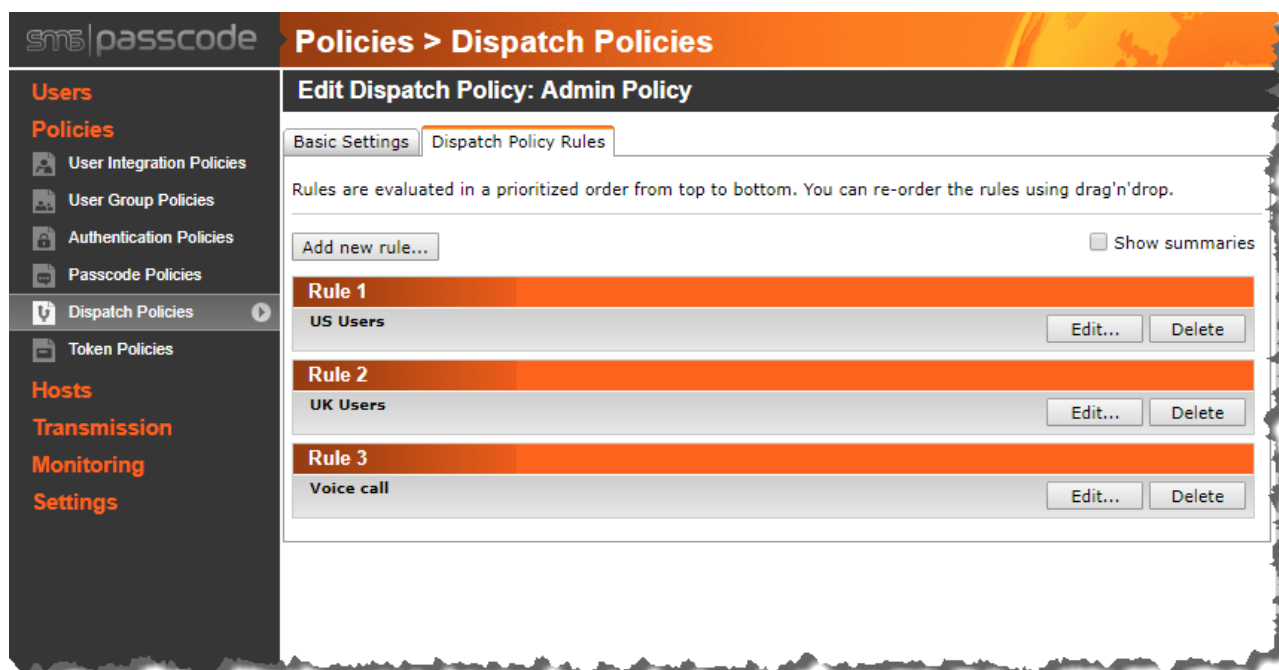 sms|passcode
Policies > Dispatch Policies
Users
Policies
User Integration Policies
User Group Policies
Authentication Policies
Passcode Policies
Dispatch Policies
Token Policies
Hosts
Transmission
Monitoring
Settings
Edit Dispatch Policy: Admin Policy
Basic Settings
Dispatch Policy Rules
Rules are evaluated in a prioritized order from top to bottom. You can re-order the rules using drag'n'drop.
Add new rule...
Show summaries
Rule 1
US Users
Edit...
Delete
Rule 2
UK Users
Edit...
Delete
Rule 3
Voice call
Edit...
Delete